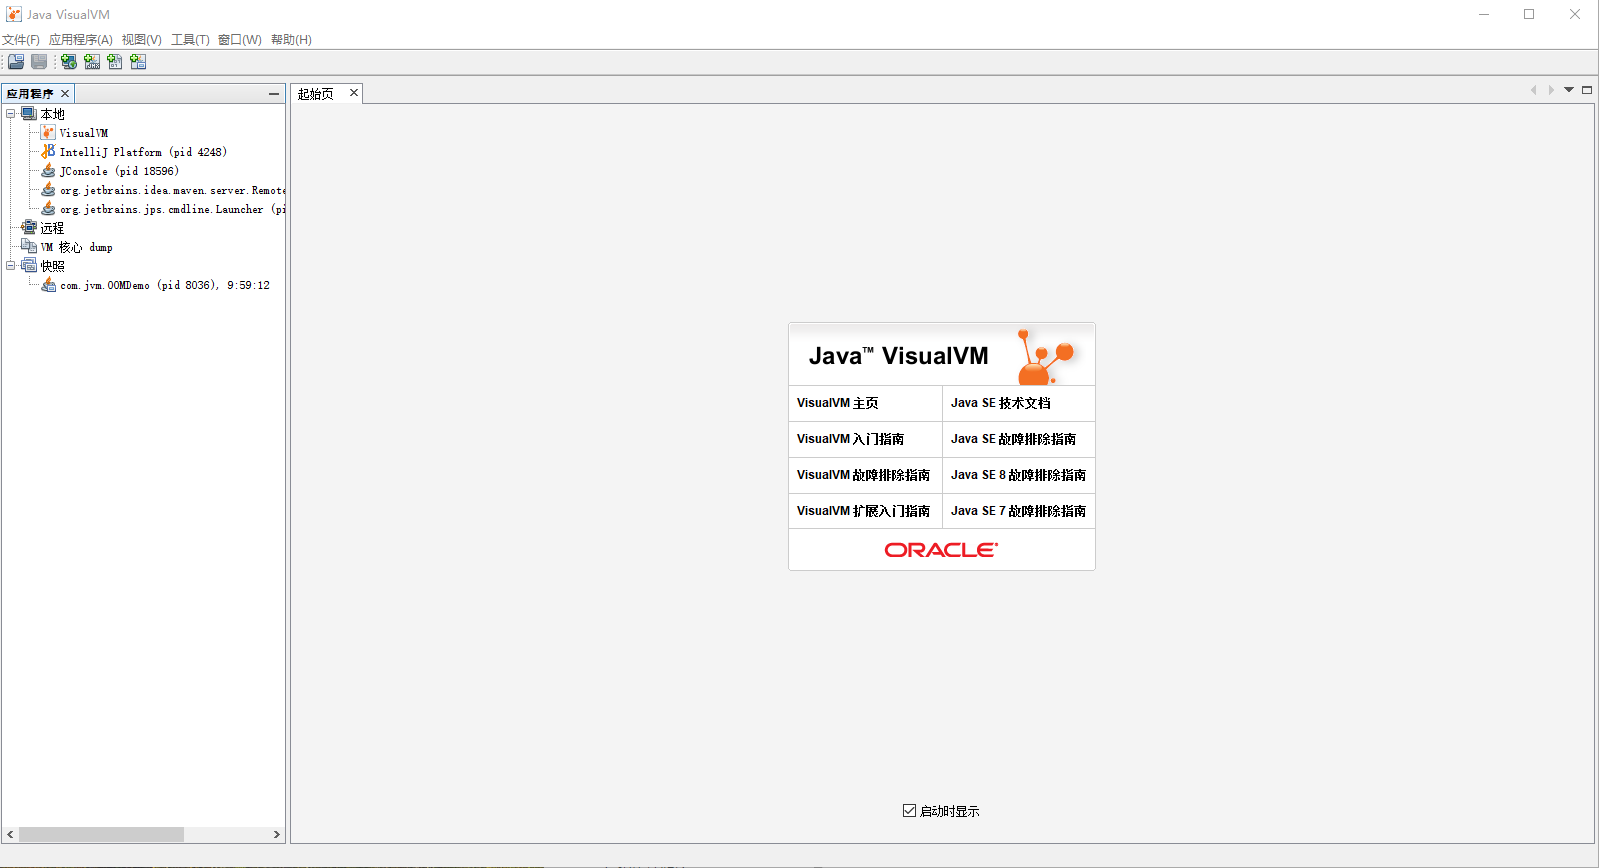 Java VisualVM
文件(F) 应用程序(A) 视图(V) 工具(T) 窗口(W) 帮助(H)
应用程序
起始页
本地
VisualVM
IntelliJ Platform (pid 4248)
JConsole (pid 18596)
org.jetbrains.idea.maven.server.Remote
org.jetbrains.jps.cmdline.Launcher (pi
远程
VM 核心 dump
快照
com.jvm.OOMDemo (pid 8036), 9:59:12
Java™ VisualVM
VisualVM 主页
Java SE 技术文档
VisualVM 入门指南
Java SE 故障排除指南
VisualVM 故障排除指南
Java SE 8 故障排除指南
VisualVM 扩展入门指南
Java SE 7 故障排除指南
ORACLE
启动时显示